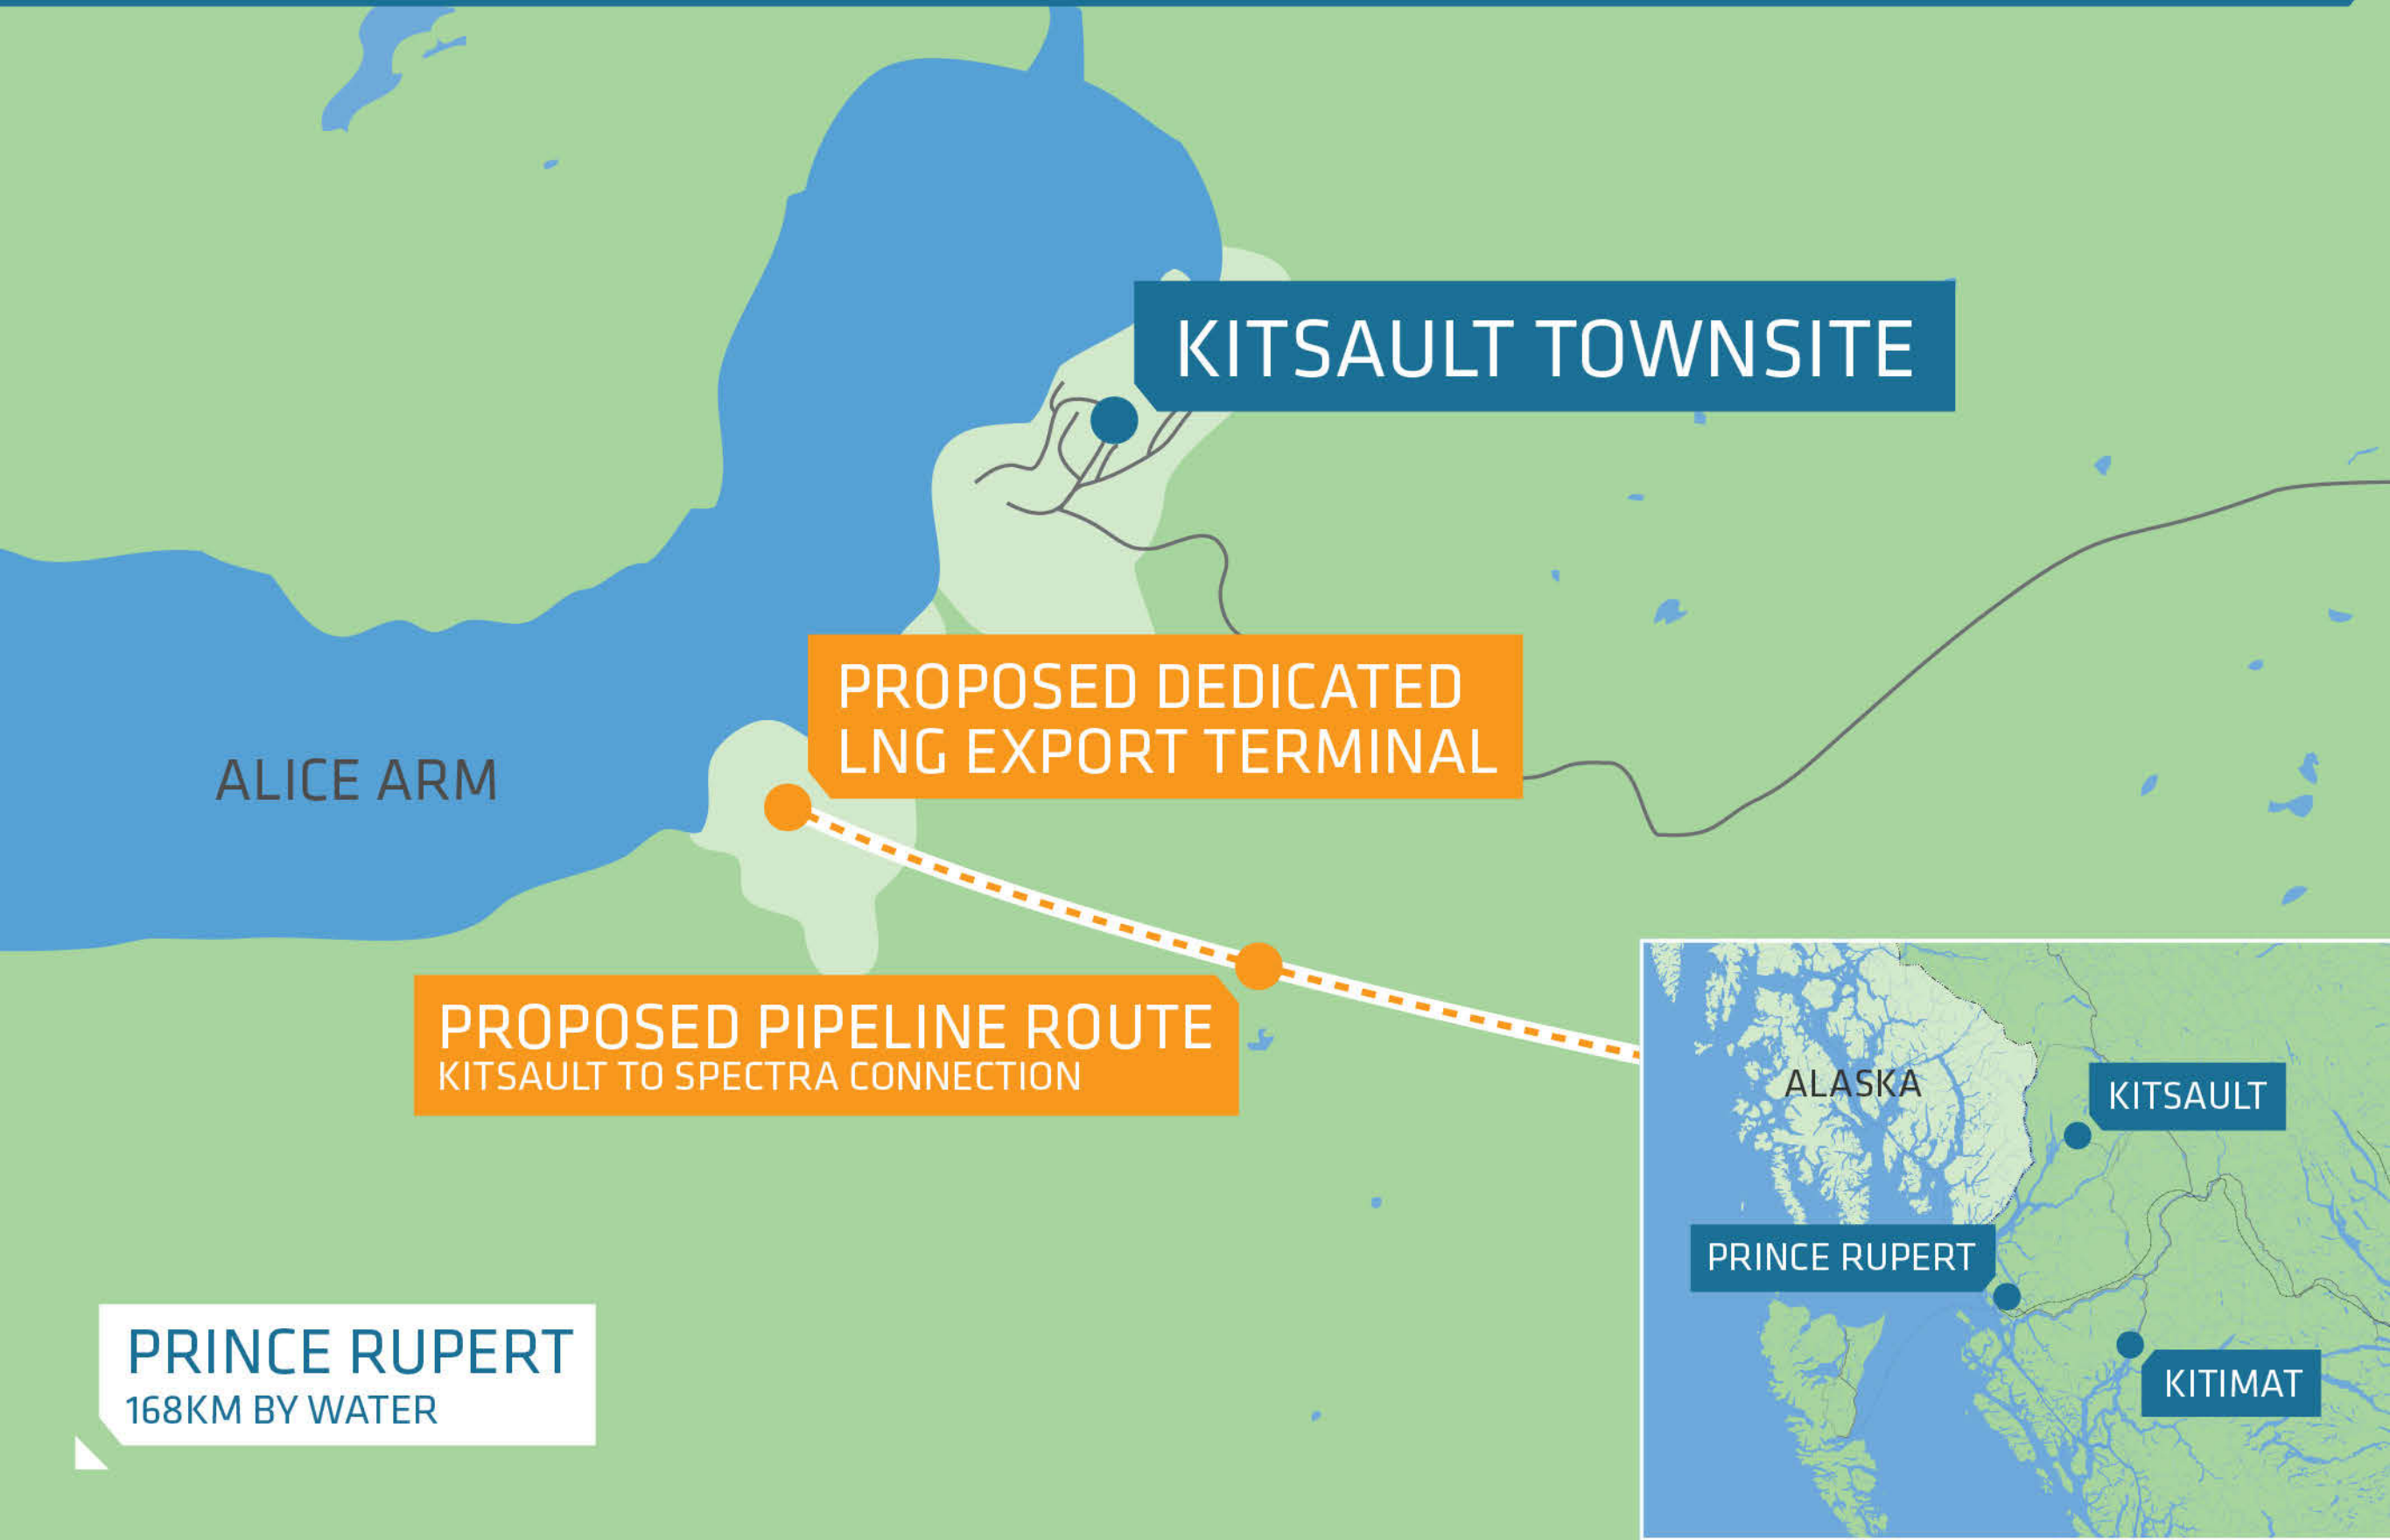 KITSAULT TOWNSITE
PROPOSED DEDICATED
LNG EXPORT TERMINAL
ALICE ARM
PROPOSED PIPELINE ROUTE
KITSAULT TO SPECTRA CONNECTION
ALASKA
KITSAULT
PRINCE RUPERT
KITIMAT
PRINCE RUPERT
168KM BY WATER